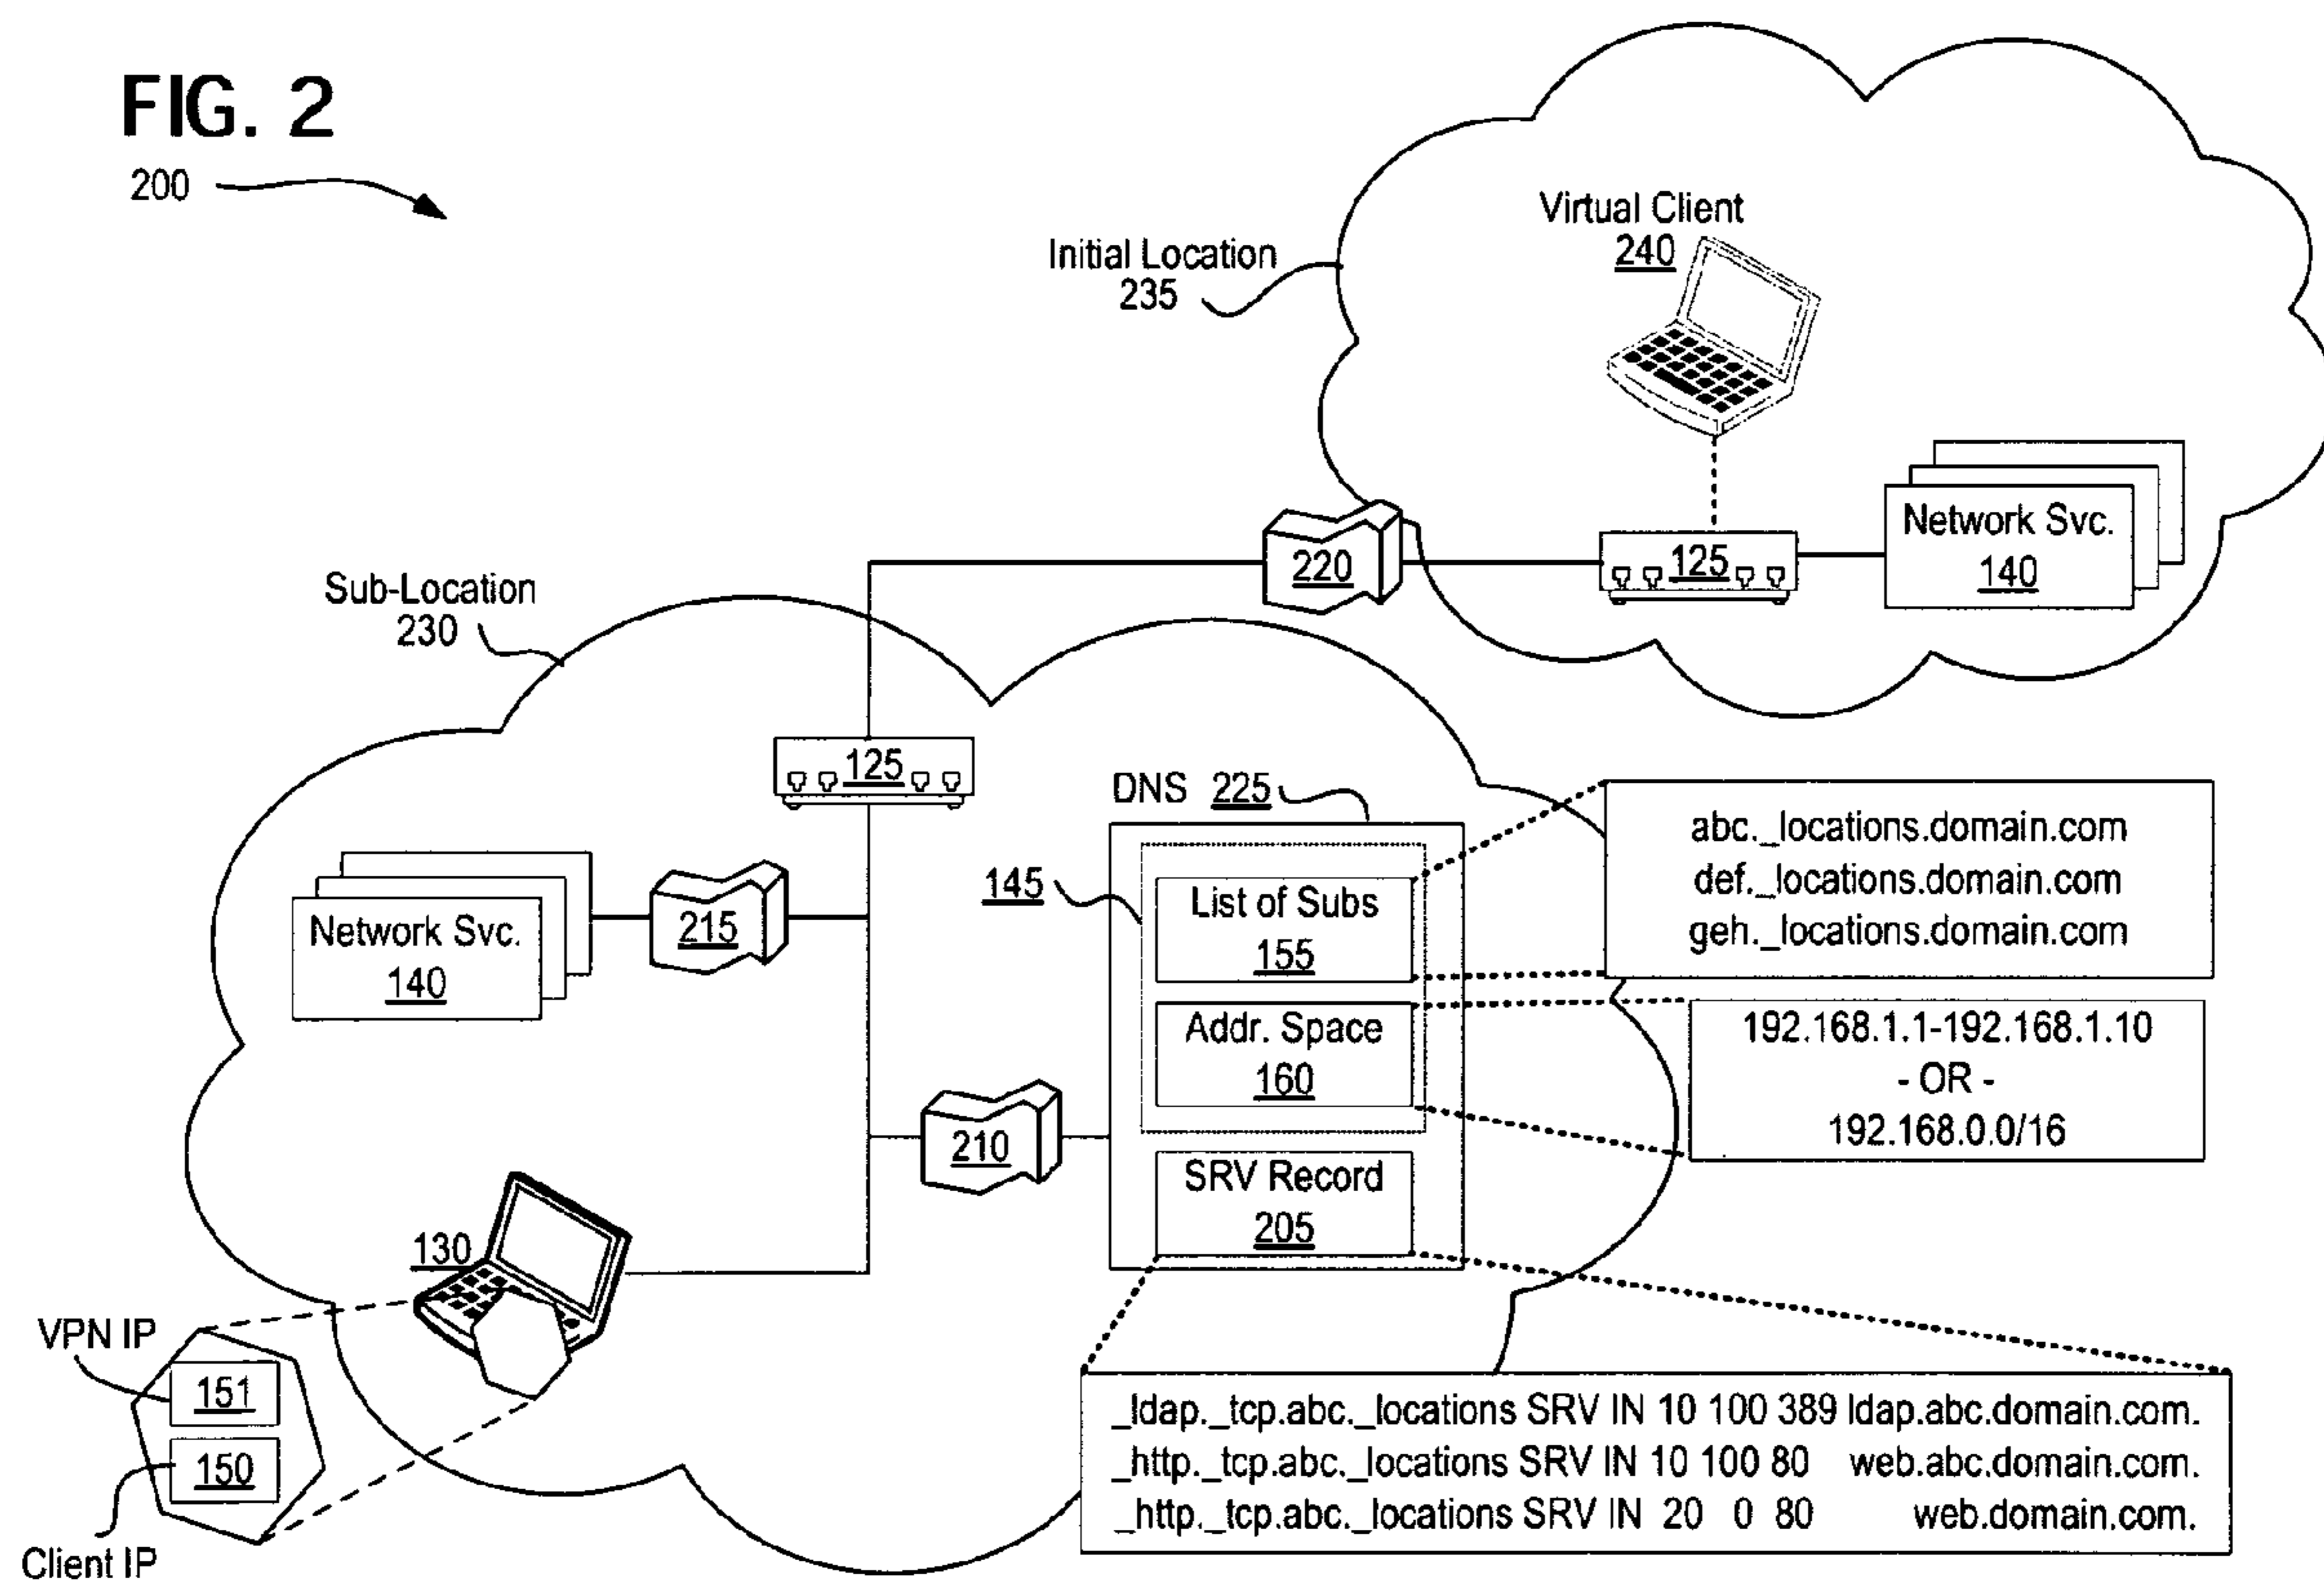 FIG. 2
200
Virtual Client
240
Initial Location
235
220
125
Network Svc.
140
Sub-Location
230
125
DNS 225
145
List of Subs
155
abc._locations.domain.com
def._locations.domain.com
geh._locations.domain.com
Network Svc.
140
215
Addr. Space
160
192.168.1.1-192.168.1.10
- OR -
192.168.0.0/16
210
SRV Record
205
130
VPN IP
151
150
Client IP
_ldap._tcp.abc._locations SRV IN 10 100 389 ldap.abc.domain.com.
_http._tcp.abc._locations SRV IN 10 100 80 web.abc.domain.com.
_http._tcp.abc._locations SRV IN 20 0 80 web.domain.com.